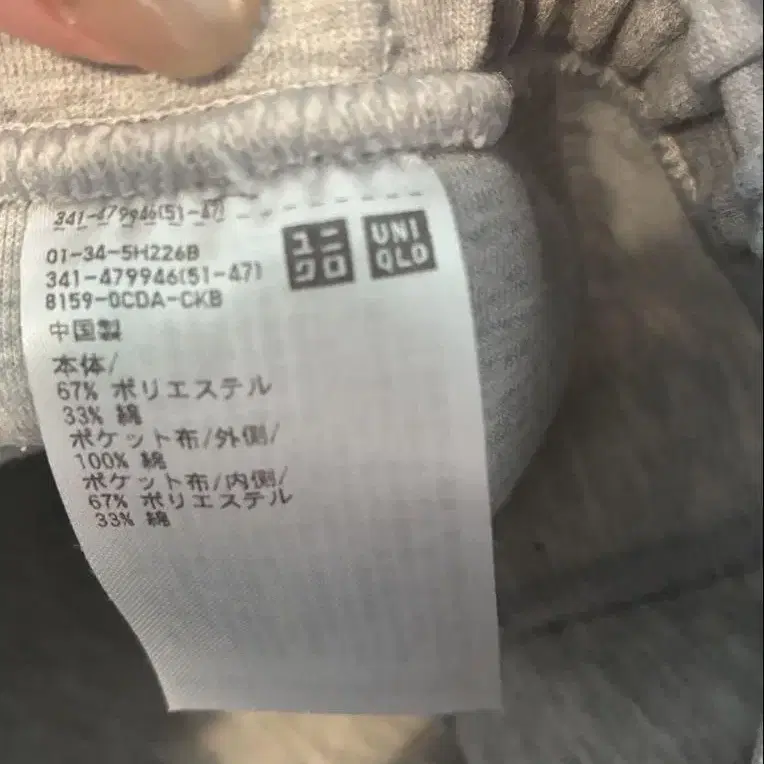 341-479946(51-47)
ユニクロ
UNIQLO
01-34-5H226B
341-479946(51-47)
8159-0CDA-CKB
中国製
本体/
67% ポリエステル
33% 綿
ポケット布/外側/
100% 綿
ポケット布/内側/
67% ポリエステル
33% 綿